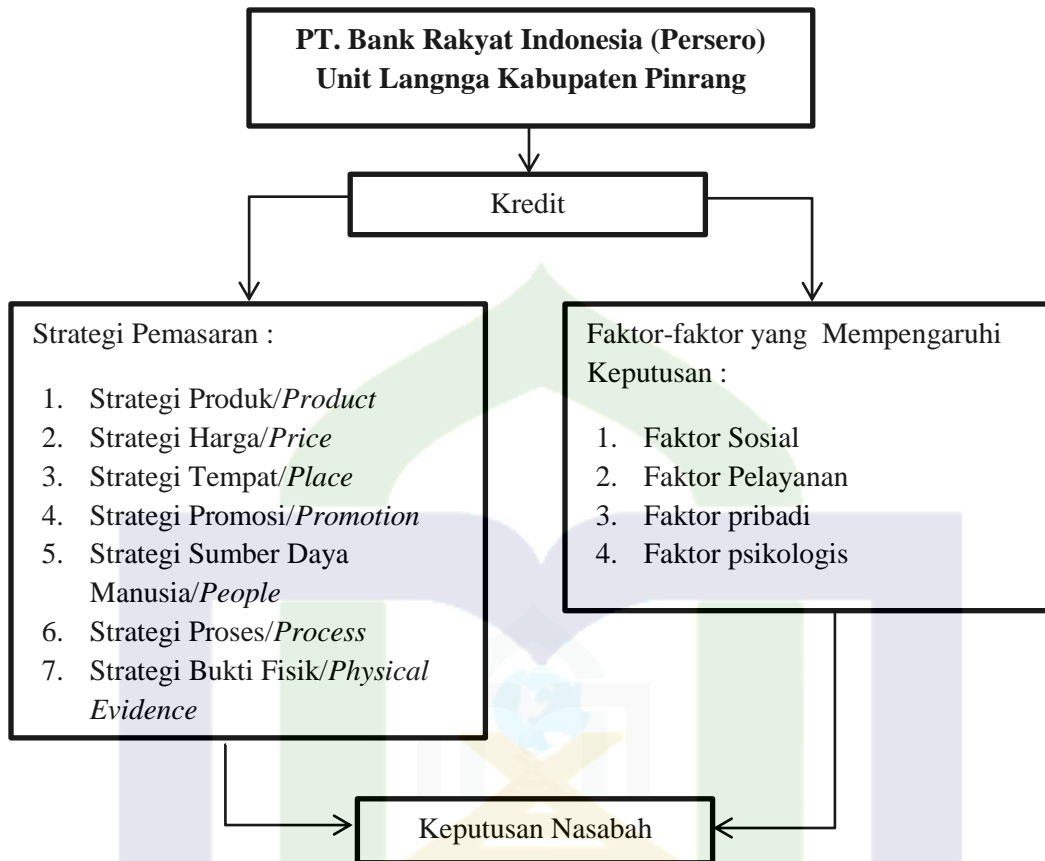 PT. Bank Rakyat Indonesia (Persero)
Unit Langnga Kabupaten Pinrang
Kredit
Strategi Pemasaran :
1. Strategi Produk/Product
2. Strategi Harga/Price
3. Strategi Tempat/Place
4. Strategi Promosi/Promotion
5. Strategi Sumber Daya
Manusia/People
6. Strategi Proses/Process
7. Strategi Bukti Fisik/Physical
Evidence
Faktor-faktor yang Mempengaruhi
Keputusan :
1. Faktor Sosial
2. Faktor Pelayanan
3. Faktor pribadi
4. Faktor psikologis
Keputusan Nasabah